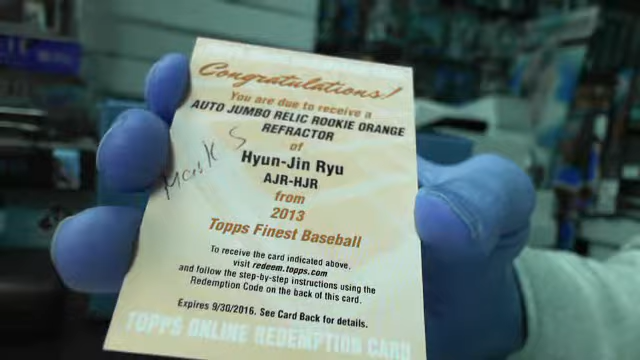 Congratulations!
You are due to receive a
AUTO JUMBO RELIC ROOKIE ORANGE
REFRACTOR
of
Hyun-Jin Ryu
AJR-HJR
from
2013
Topps Finest Baseball
Mark S
To receive the card indicated above,
visit redeem.topps.com
and follow the step-by-step instructions using the
Redemption Code on the back of this card.
Expires 9/30/2016. See Card Back for details.
TOPPS ONLINE REDEMPTION CARD